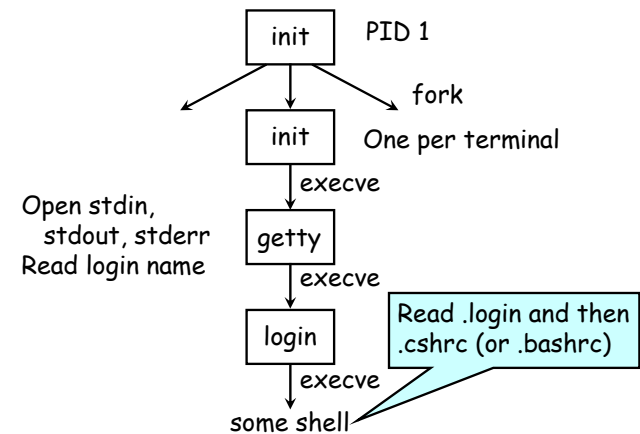 init
PID 1
fork
init
One per terminal
execve
Open stdin,
stdout, stderr
Read login name
getty
execve
login
Read .login and then
.cshrc (or .bashrc)
execve
some shell